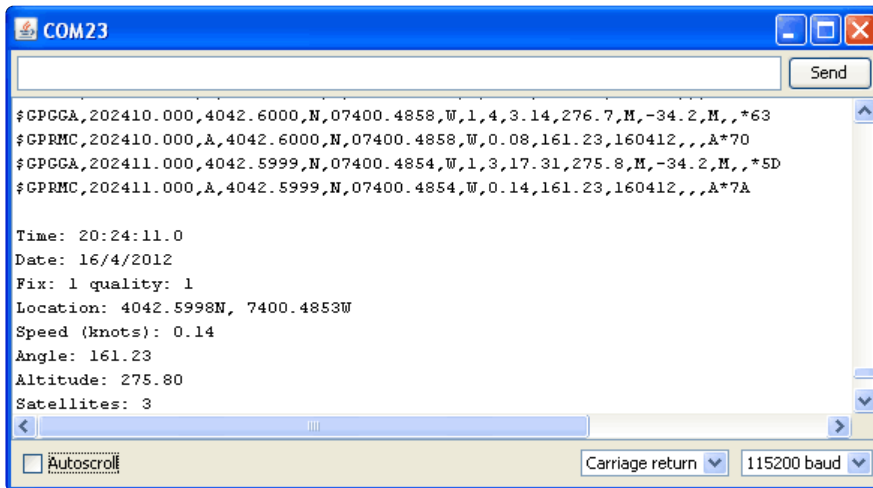 COM23
Send
$GPGGA,202410.000,4042.6000,N,07400.4858,W,1,4,3.14,276.7,M,-34.2,M,,*63
$GPRMC,202410.000,A,4042.6000,N,07400.4858,W,0.08,161.23,160412,,,A*70
$GPGGA,202411.000,4042.5999,N,07400.4854,W,1,3,17.31,275.8,M,-34.2,M,,*5D
$GPRMC,202411.000,A,4042.5999,N,07400.4854,W,0.14,161.23,160412,,,A*7A
Time: 20:24:11.0
Date: 16/4/2012
Fix: 1 quality: 1
Location: 4042.5998N, 7400.4853W
Speed (knots): 0.14
Angle: 161.23
Altitude: 275.80
Satellites: 3
Autoscroll
Carriage return
115200 baud